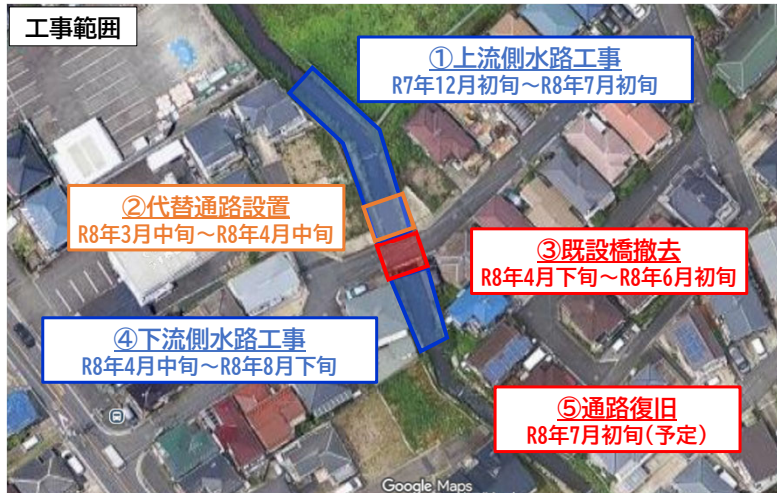 工事範囲
①上流側水路工事
R7年12月初旬～R8年7月初旬
②代替通路設置
R8年3月中旬～R8年4月中旬
③既設橋撤去
R8年4月下旬～R8年6月初旬
④下流側水路工事
R8年4月中旬～R8年8月下旬
⑤通路復旧
R8年7月初旬(予定)
Google Maps